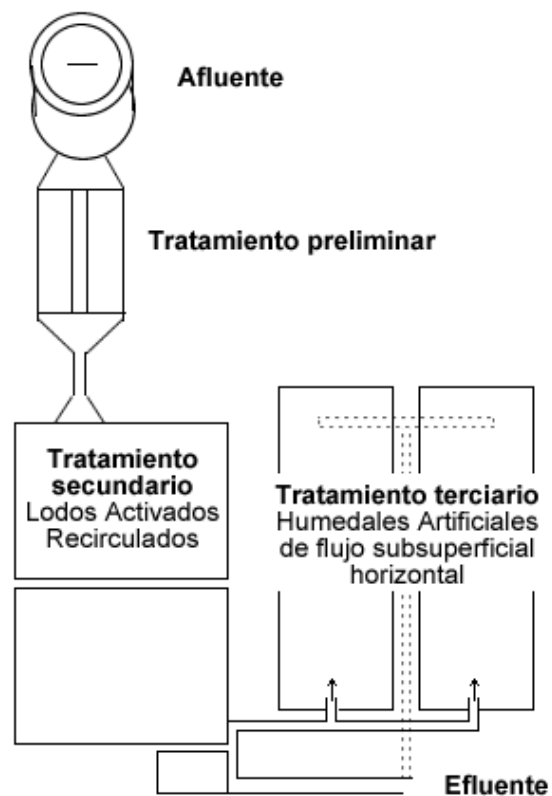 Afluente
Tratamiento preliminar
Tratamiento
secundario
Lodos Activados
Recirculados
Tratamiento terciario
Humedales Artificiales
de flujo subsuperficial
horizontal
Efluente